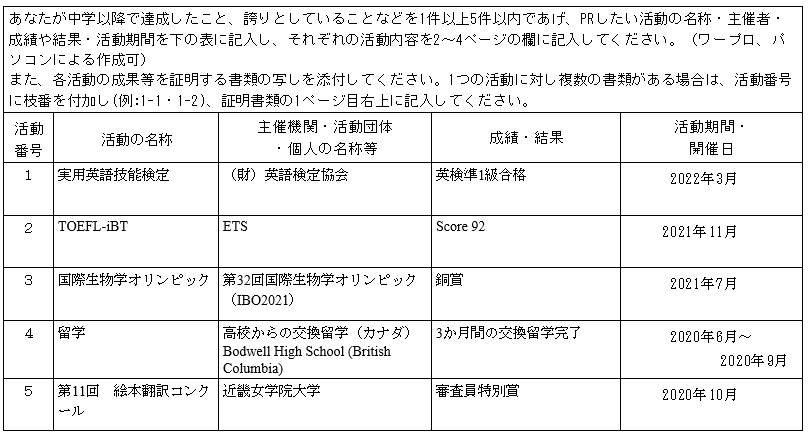 あなたが中学以降で達成したこと、誇りとしていることなどを1件以上5件以内であげ、PRしたい活動の名称・主催者・
成績や結果・活動期間を下の表に記入し、それぞれの活動内容を2～4ページの欄に記入してください。（ワープロ、パ
ソコンによる作成可）
また、各活動の成果等を証明する書類の写しを添付してください。1つの活動に対し複数の書類がある場合は、活動番号
に枝番を付加し(例:1-1・1-2)、証明書類の1ページ目右上に記入してください。
活動番号 活動の名称 主催機関・活動団体・個人の名称等 成績・結果 活動期間・開催日
1 実用英語技能検定 （財）英語検定協会 英検準1級合格 2022年3月
2 TOEFL-iBT ETS Score 92 2021年11月
3 国際生物学オリンピック 第32回国際生物学オリンピック（IBO2021） 銅賞 2021年7月
4 留学 高校からの交換留学（カナダ）Bodwell High School (British Columbia) 3か月間の交換留学完了 2020年6月～2020年9月
5 第11回　絵本翻訳コンクール 近畿女学院大学 審査員特別賞 2020年10月